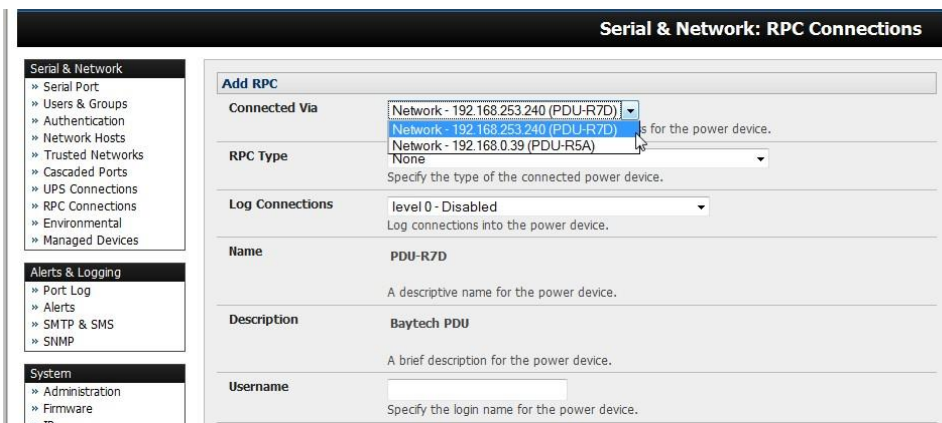 Serial & Network: RPC Connections
Serial & Network
» Serial Port
» Users & Groups
» Authentication
» Network Hosts
» Trusted Networks
» Cascaded Ports
» UPS Connections
» RPC Connections
» Environmental
» Managed Devices
Alerts & Logging
» Port Log
» Alerts
» SMTP & SMS
» SNMP
System
» Administration
» Firmware
Add RPC
Connected Via
Network - 192.168.253.240 (PDU-R7D)
Network - 192.168.253.240 (PDU-R7D)
s for the power device.
Network - 192.168.0.39 (PDU-R5A)
RPC Type
None
Specify the type of the connected power device.
Log Connections
level 0 - Disabled
Log connections into the power device.
Name
PDU-R7D
A descriptive name for the power device.
Description
Baytech PDU
A brief description for the power device.
Username
Specify the login name for the power device.